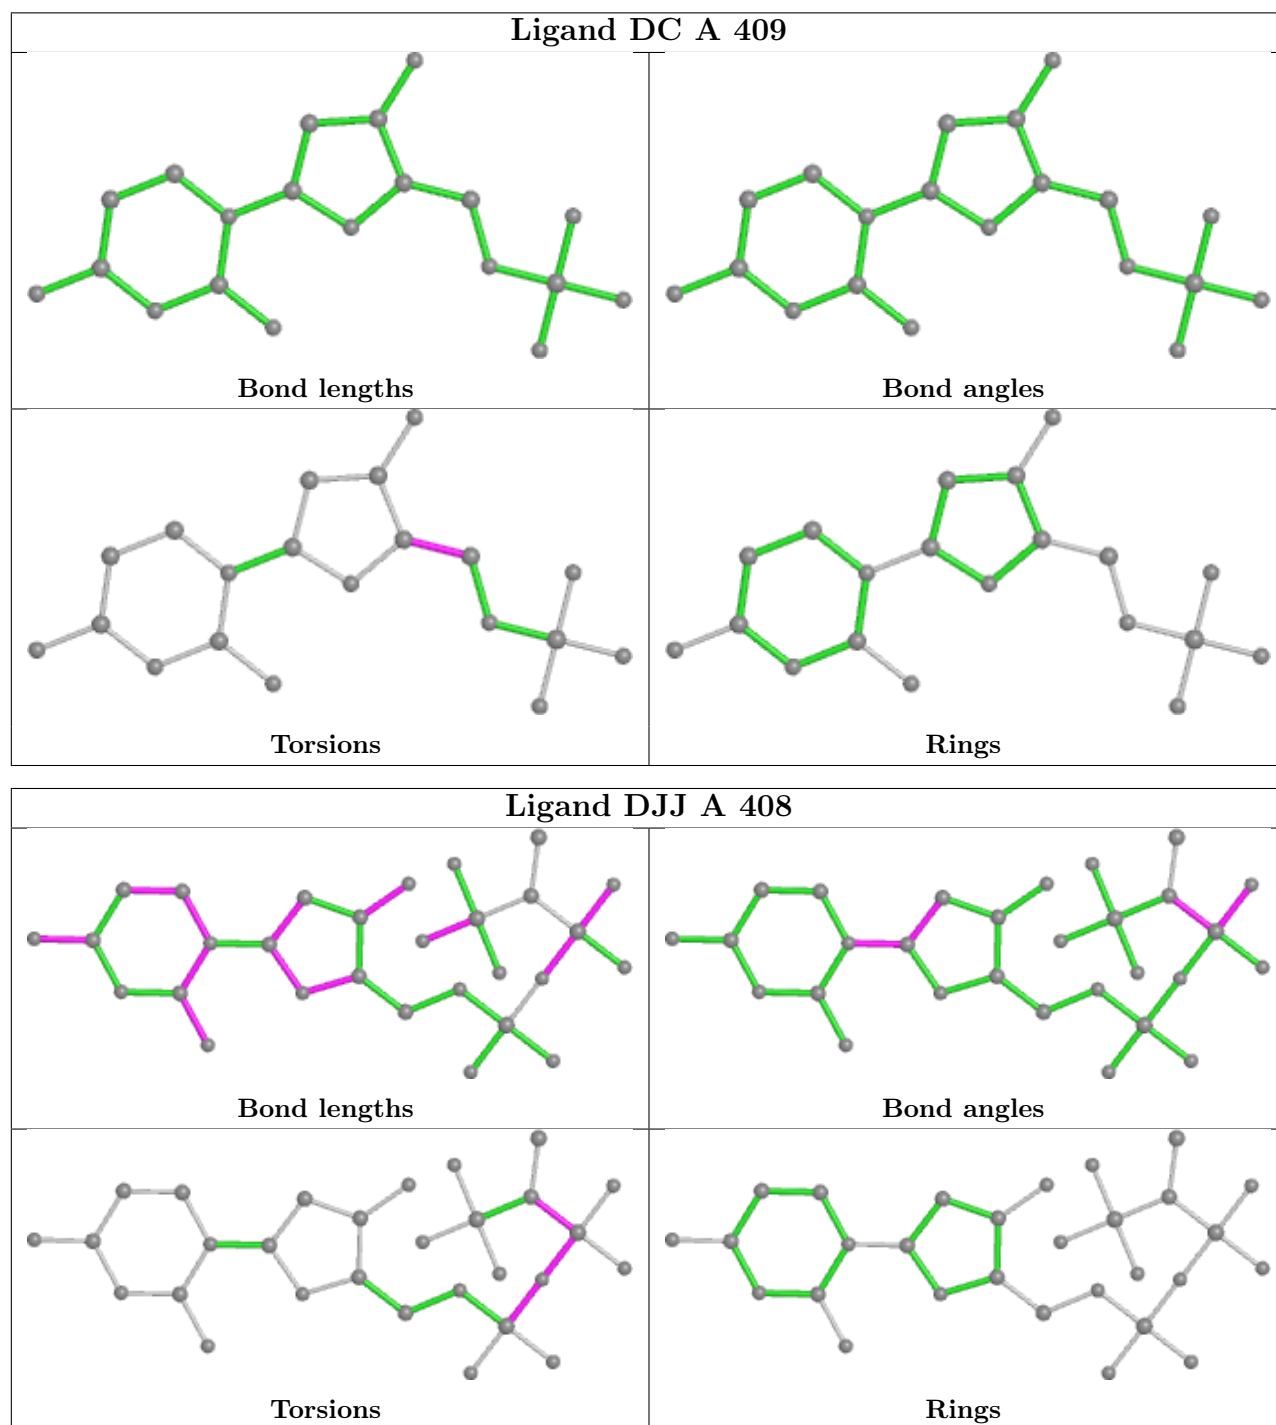 Ligand DC A 409
Bond lengths
Bond angles
Torsions
Rings
Ligand DJJ A 408
Bond lengths
Bond angles
Torsions
Rings